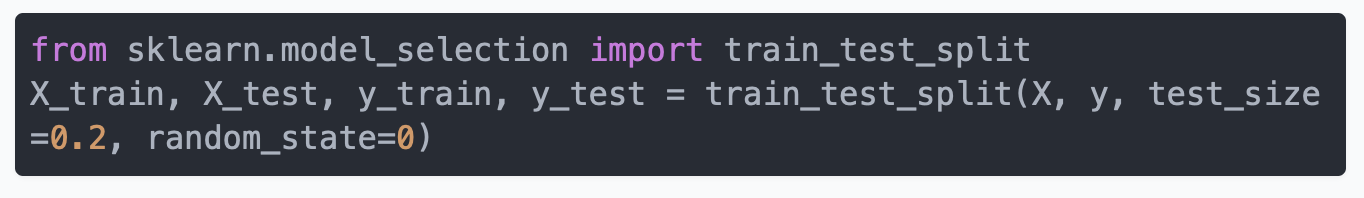 from sklearn.model_selection import train_test_split
X_train, X_test, y_train, y_test = train_test_split(X, y, test_size
=0.2, random_state=0)